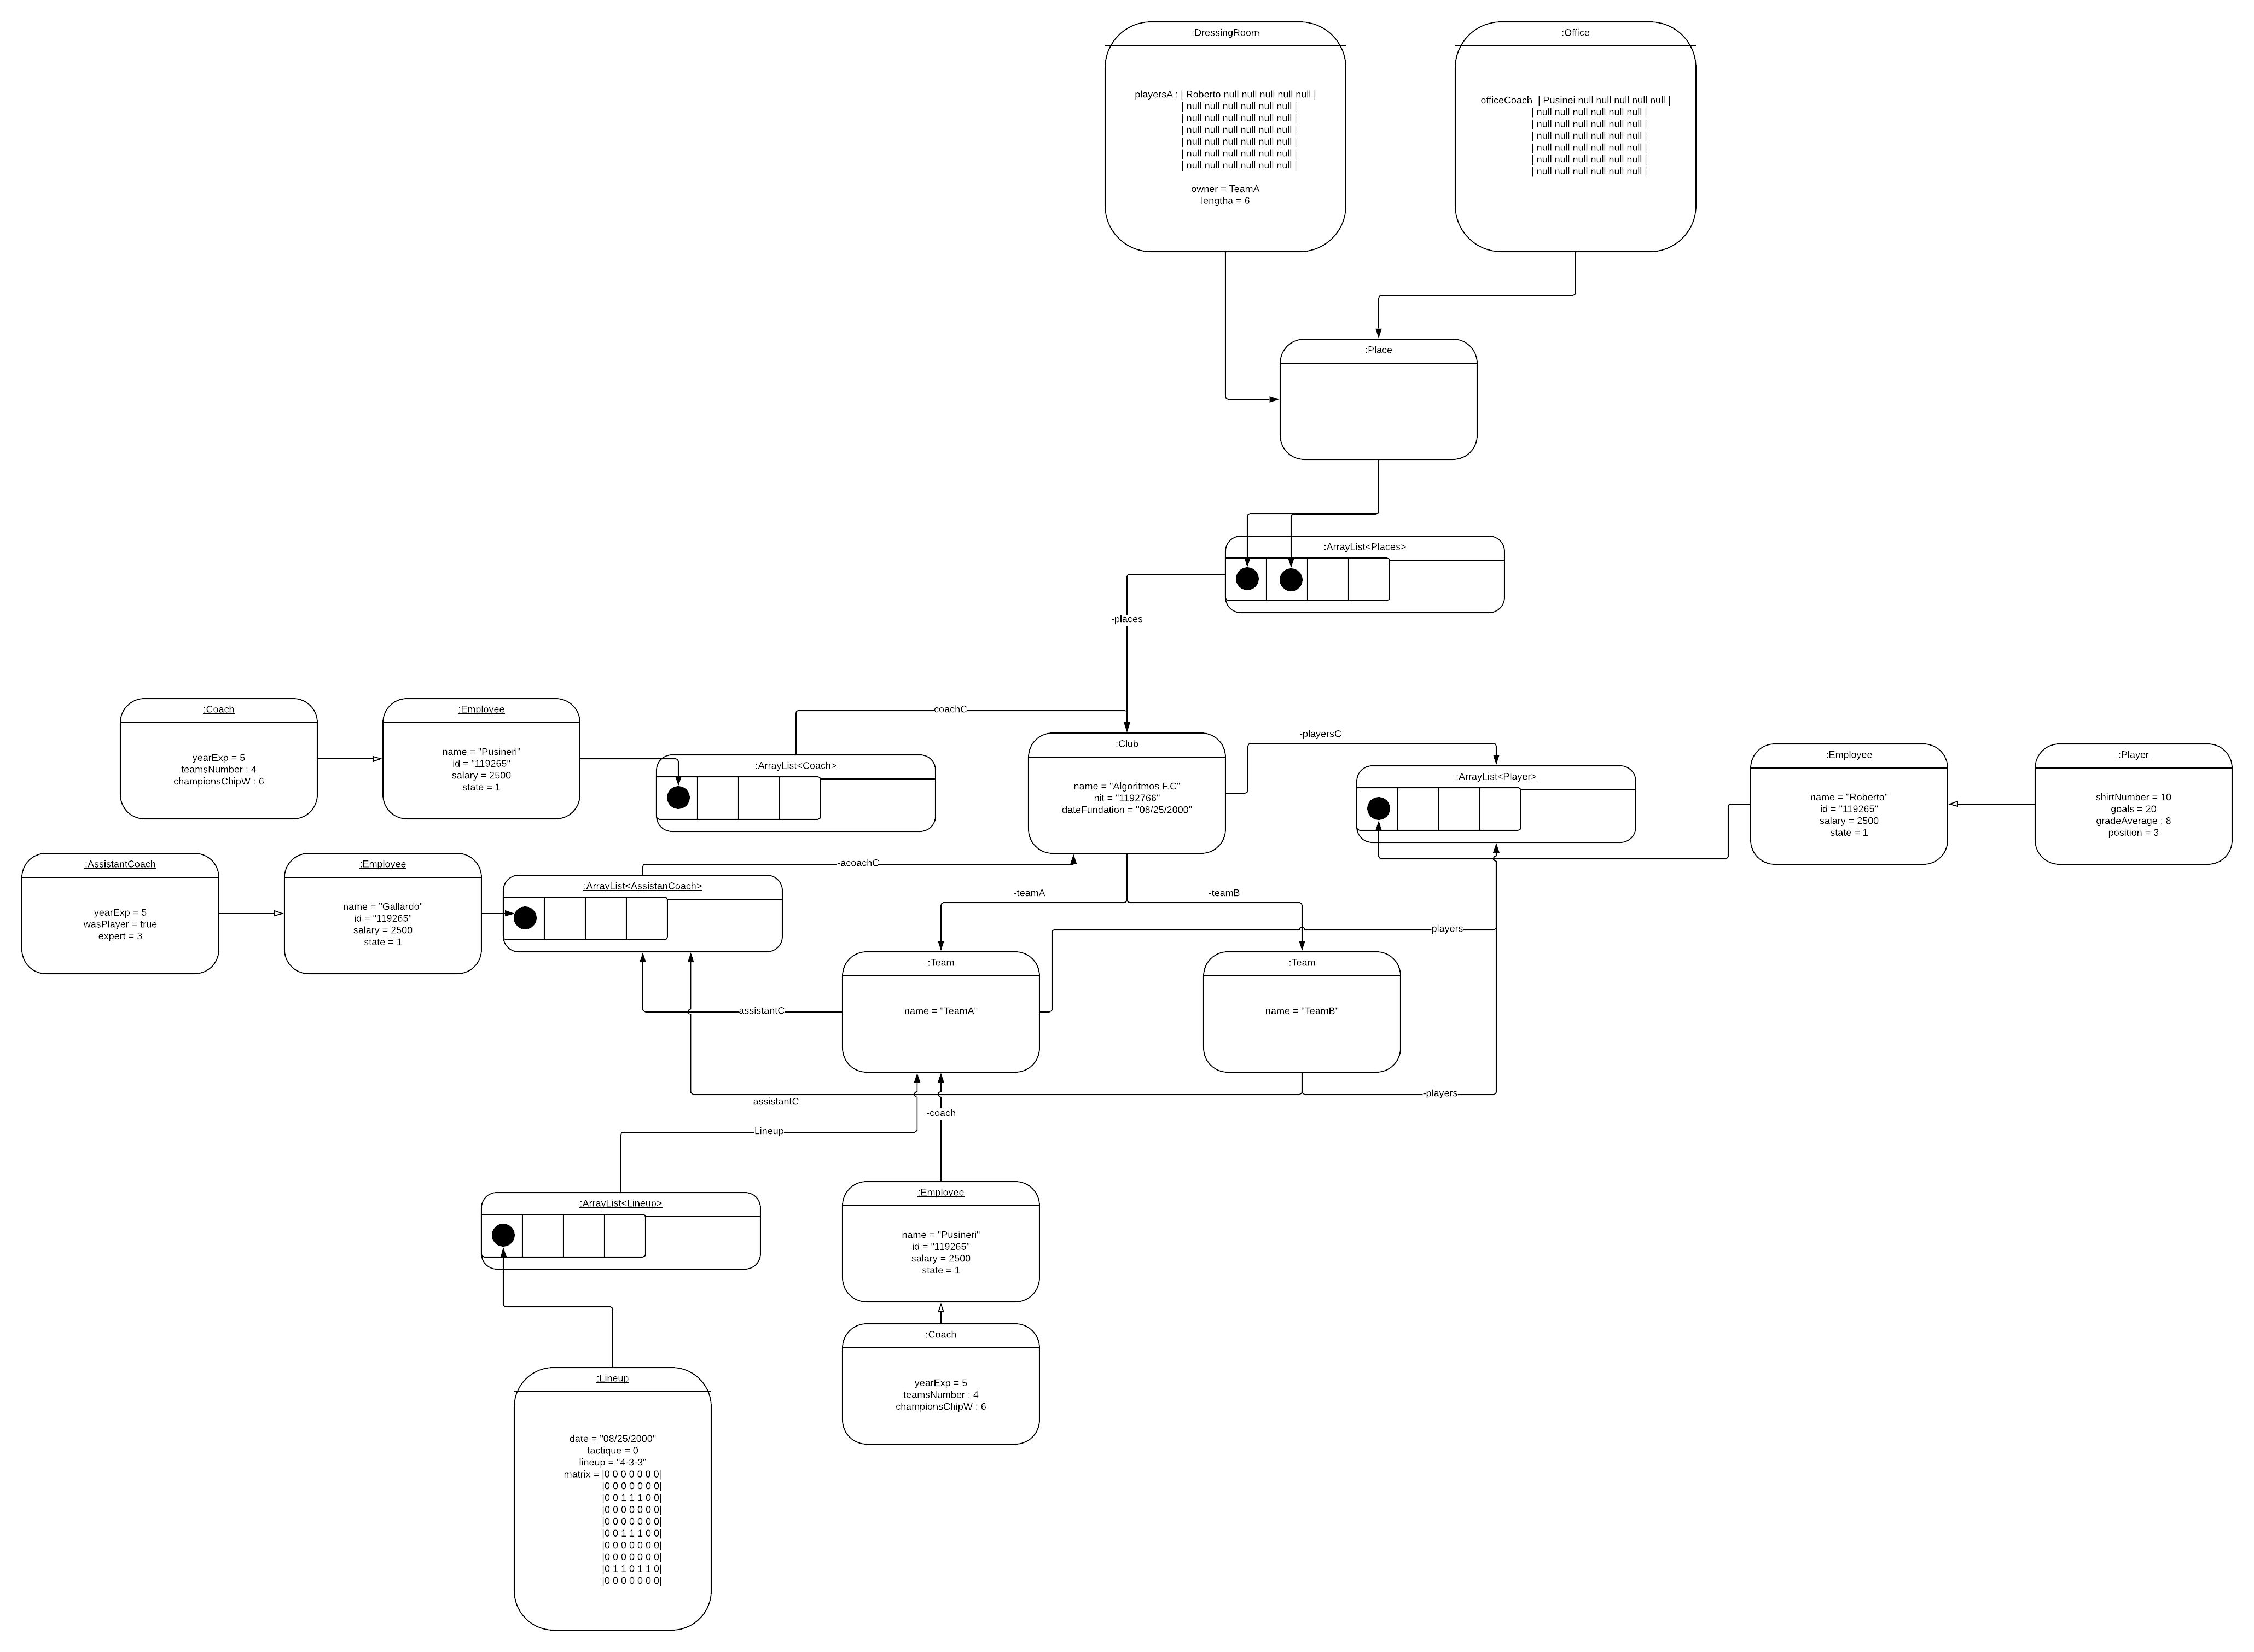 :DressingRoom
playersA : | Roberto null null null null null |
| null null null null null null |
| null null null null null null |
| null null null null null null |
| null null null null null null |
| null null null null null null |
| null null null null null null |
owner = TeamA
lengtha = 6
:Office
officeCoach | Pusinei null null null null null |
| null null null null null null |
| null null null null null null |
| null null null null null null |
| null null null null null null |
| null null null null null null |
| null null null null null null |
:Place
:ArrayList<Places>
-places
:Coach
yearExp = 5
teamsNumber : 4
championsChipW : 6
:Employee
name = "Pusineri"
id = "119265"
salary = 2500
state = 1
coachC
:ArrayList<Coach>
:Club
name = "Algoritmos F.C"
nit = "1192766"
dateFundation = "08/25/2000"
-playersC
:ArrayList<Player>
:Employee
name = "Roberto"
id = "119265"
salary = 2500
state = 1
:Player
shirtNumber = 10
goals = 20
gradeAverage : 8
position = 3
:AssistantCoach
yearExp = 5
wasPlayer = true
expert = 3
:Employee
name = "Gallardo"
id = "119265"
salary = 2500
state = 1
-acoachC
:ArrayList<AssistanCoach>
-teamA
-teamB
players
:Team
name = "TeamA"
:Team
name = "TeamB"
assistantC
assistantC
-players
-coach
Lineup
:ArrayList<Lineup>
:Employee
name = "Pusineri"
id = "119265"
salary = 2500
state = 1
:Coach
yearExp = 5
teamsNumber : 4
championsChipW : 6
:Lineup
date = "08/25/2000"
tactique = 0
lineup = "4-3-3"
matrix = |0 0 0 0 0 0 0|
|0 0 0 0 0 0 0|
|0 0 1 1 1 0 0|
|0 0 0 0 0 0 0|
|0 0 0 0 0 0 0|
|0 0 1 1 1 0 0|
|0 0 0 0 0 0 0|
|0 0 0 0 0 0 0|
|0 1 1 0 1 1 0|
|0 0 0 0 0 0 0|